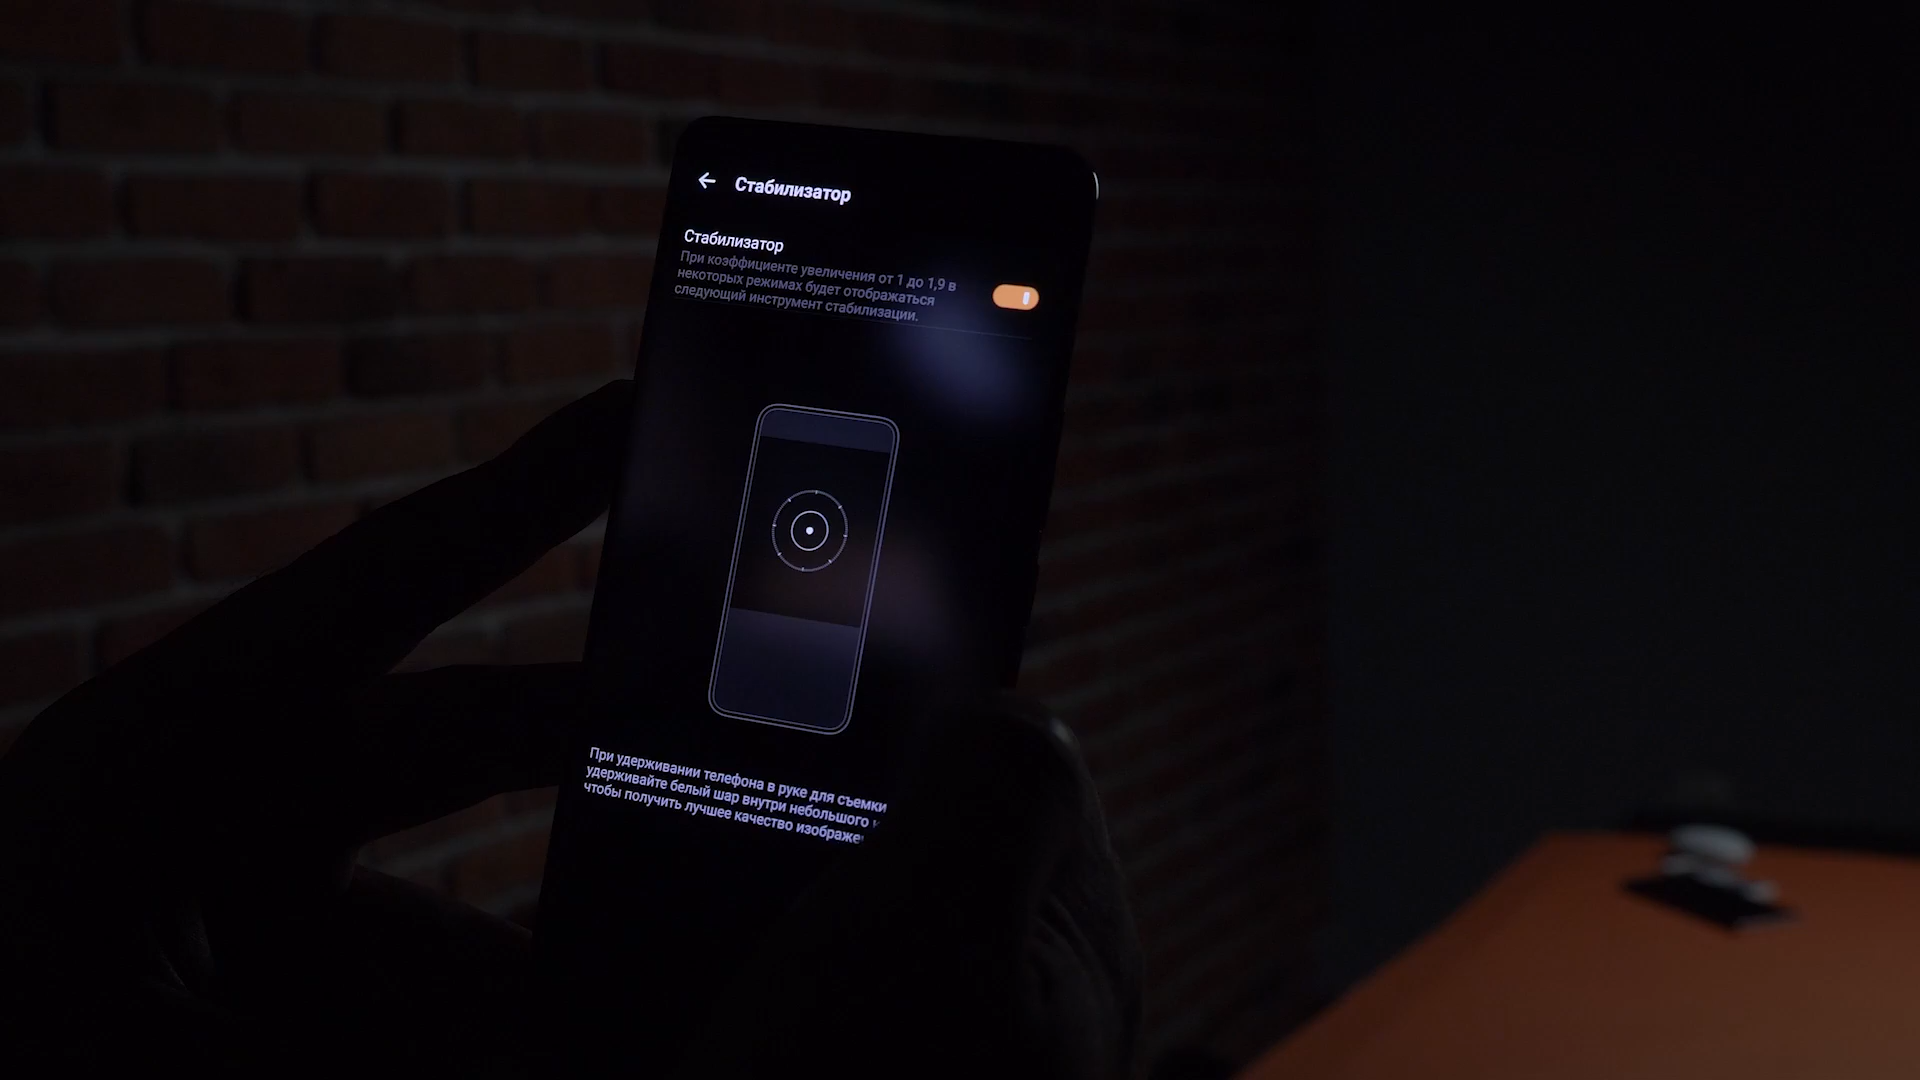 Стабилизатор
Стабилизатор
При коэффициенте увеличения от 1 до 1,9 в
некоторых режимах будет отображаться
следующий инструмент стабилизации.
При удерживании телефона в руке для съемки
удерживайте белый шар внутри небольшого
чтобы получить лучшее качество